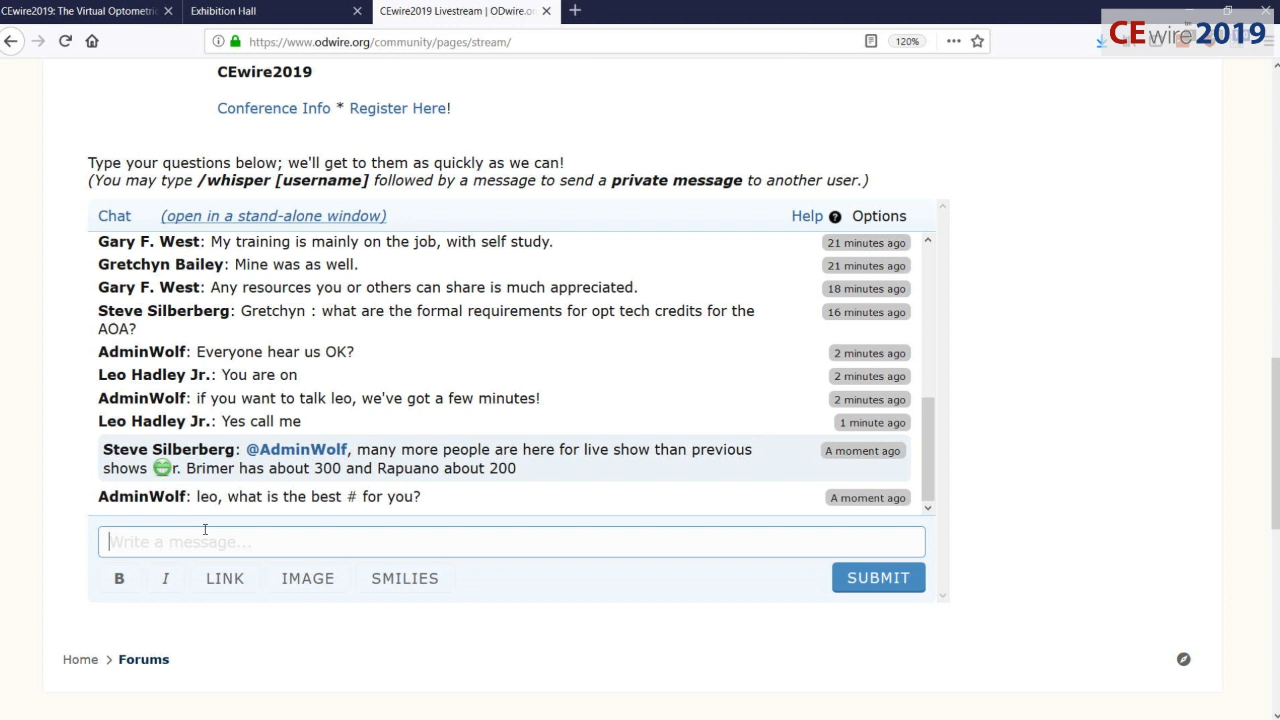 CEwire2019: The Virtual Optometric
Exhibition Hall
CEwire2019 Livestream | ODwire.o
CEwire2019
https://www.odwire.org/community/pages/stream/
120%
CEwire2019
Conference Info * Register Here!
Type your questions below; we'll get to them as quickly as we can!
(You may type /whisper [username] followed by a message to send a private message to another user.)
Chat (open in a stand-alone window) Help Options
Gary F. West: My training is mainly on the job, with self study. 21 minutes ago
Gretchyn Bailey: Mine was as well. 21 minutes ago
Gary F. West: Any resources you or others can share is much appreciated. 18 minutes ago
Steve Silberberg: Gretchyn : what are the formal requirements for opt tech credits for the 16 minutes ago
AOA?
AdminWolf: Everyone hear us OK? 2 minutes ago
Leo Hadley Jr.: You are on 2 minutes ago
AdminWolf: if you want to talk leo, we've got a few minutes! 2 minutes ago
Leo Hadley Jr.: Yes call me 1 minute ago
Steve Silberberg: @AdminWolf, many more people are here for live show than previous A moment ago
shows r. Brimer has about 300 and Rapuano about 200
AdminWolf: leo, what is the best # for you? A moment ago
Write a message...
B I LINK IMAGE SMILIES SUBMIT
Home > Forums